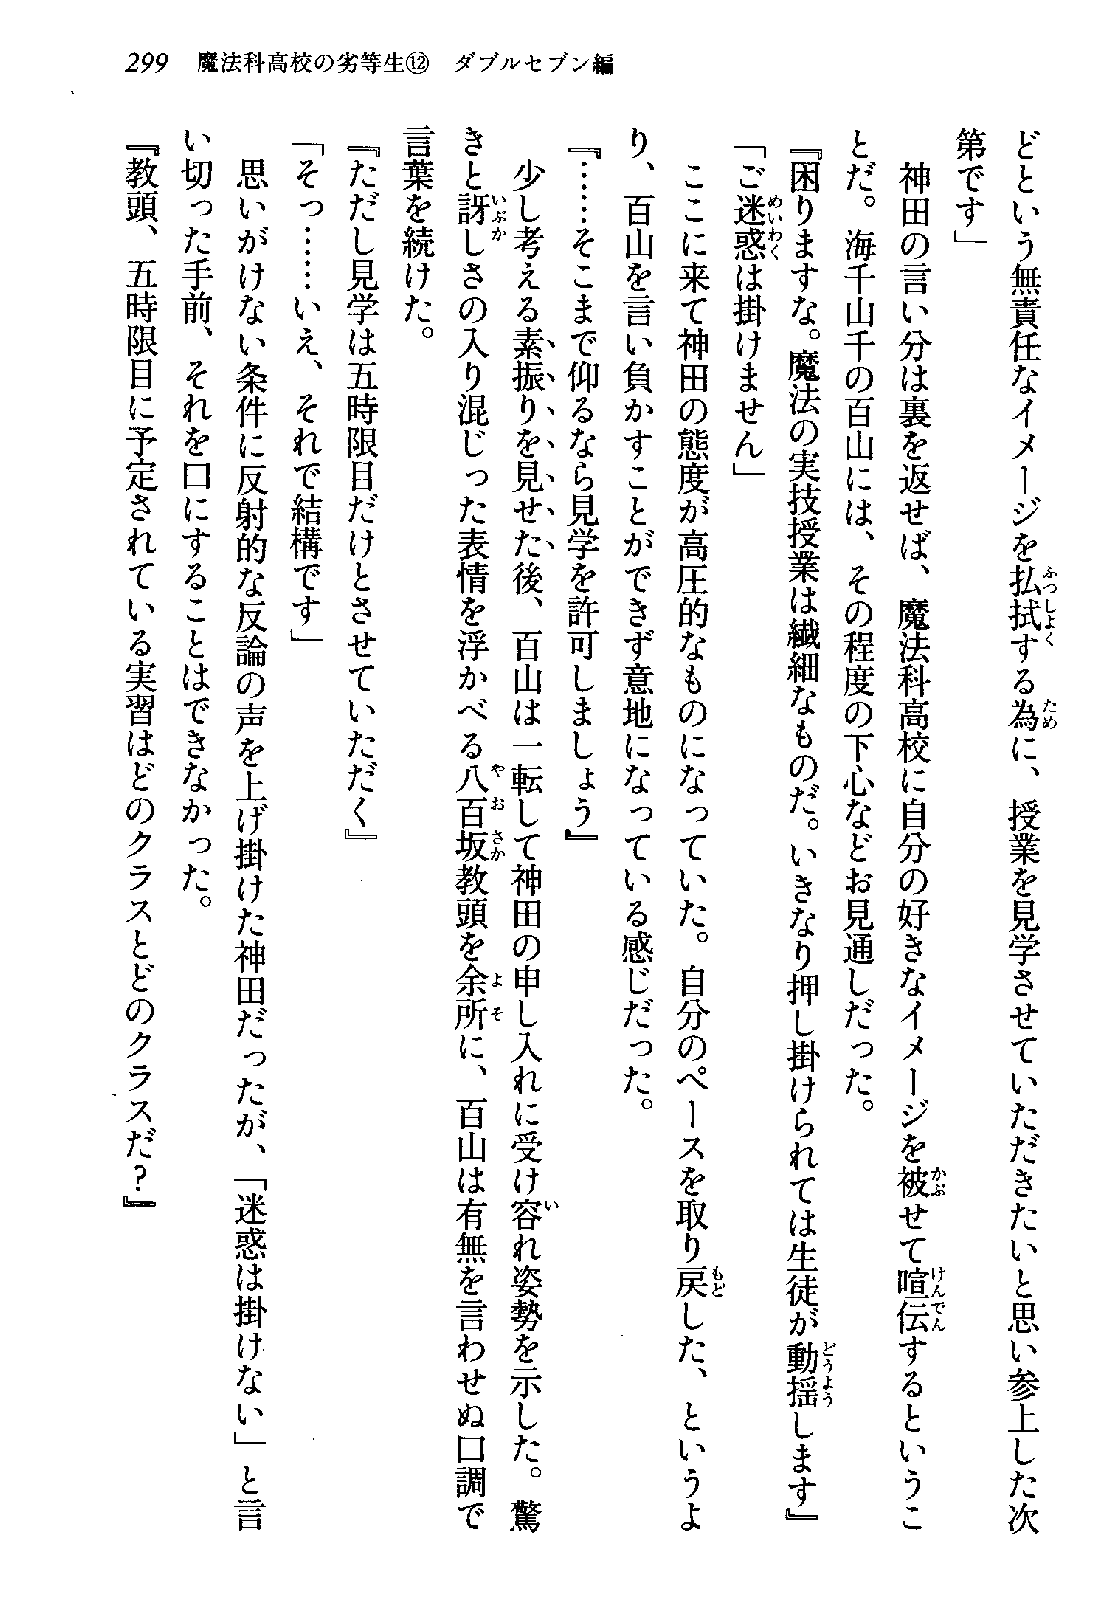 299 魔法科高校の劣等生⑫ ダブルセブン編
どという無責任なイメージを払拭する為に、授業を見学させていただきたいと思い参上した次
第です」
神田の言い分は裏を返せば、魔法科高校に自分の好きなイメージを被せて喧伝するというこ
とだ。海千山千の百山には、その程度の下心などお見通しだった。
『困りますな。魔法の実技授業は繊細なものだ。いきなり押し掛けられては生徒が動揺します』
「ご迷惑は掛けません」
ここに来て神田の態度が高圧的なものになっていた。自分のペースを取り戻した、というよ
り、百山を言い負かすことができず意地になっている感じだった。
『……そこまで仰るなら見学を許可しましょう』
少し考える素振りを見せた後、百山は一転して神田の申し入れに受け容れ姿勢を示した。驚
きと訝しさの入り混じった表情を浮かべる八百坂教頭を余所に、百山は有無を言わせぬ口調で
言葉を続けた。
『ただし見学は五時限目だけとさせていただく』
「そっ……いえ、それで結構です」
思いがけない条件に反射的な反論の声を上げ掛けた神田だったが、「迷惑は掛けない」と言
い切った手前、それを口にすることはできなかった。
『教頭、五時限目に予定されている実習はどのクラスとどのクラスだ？』